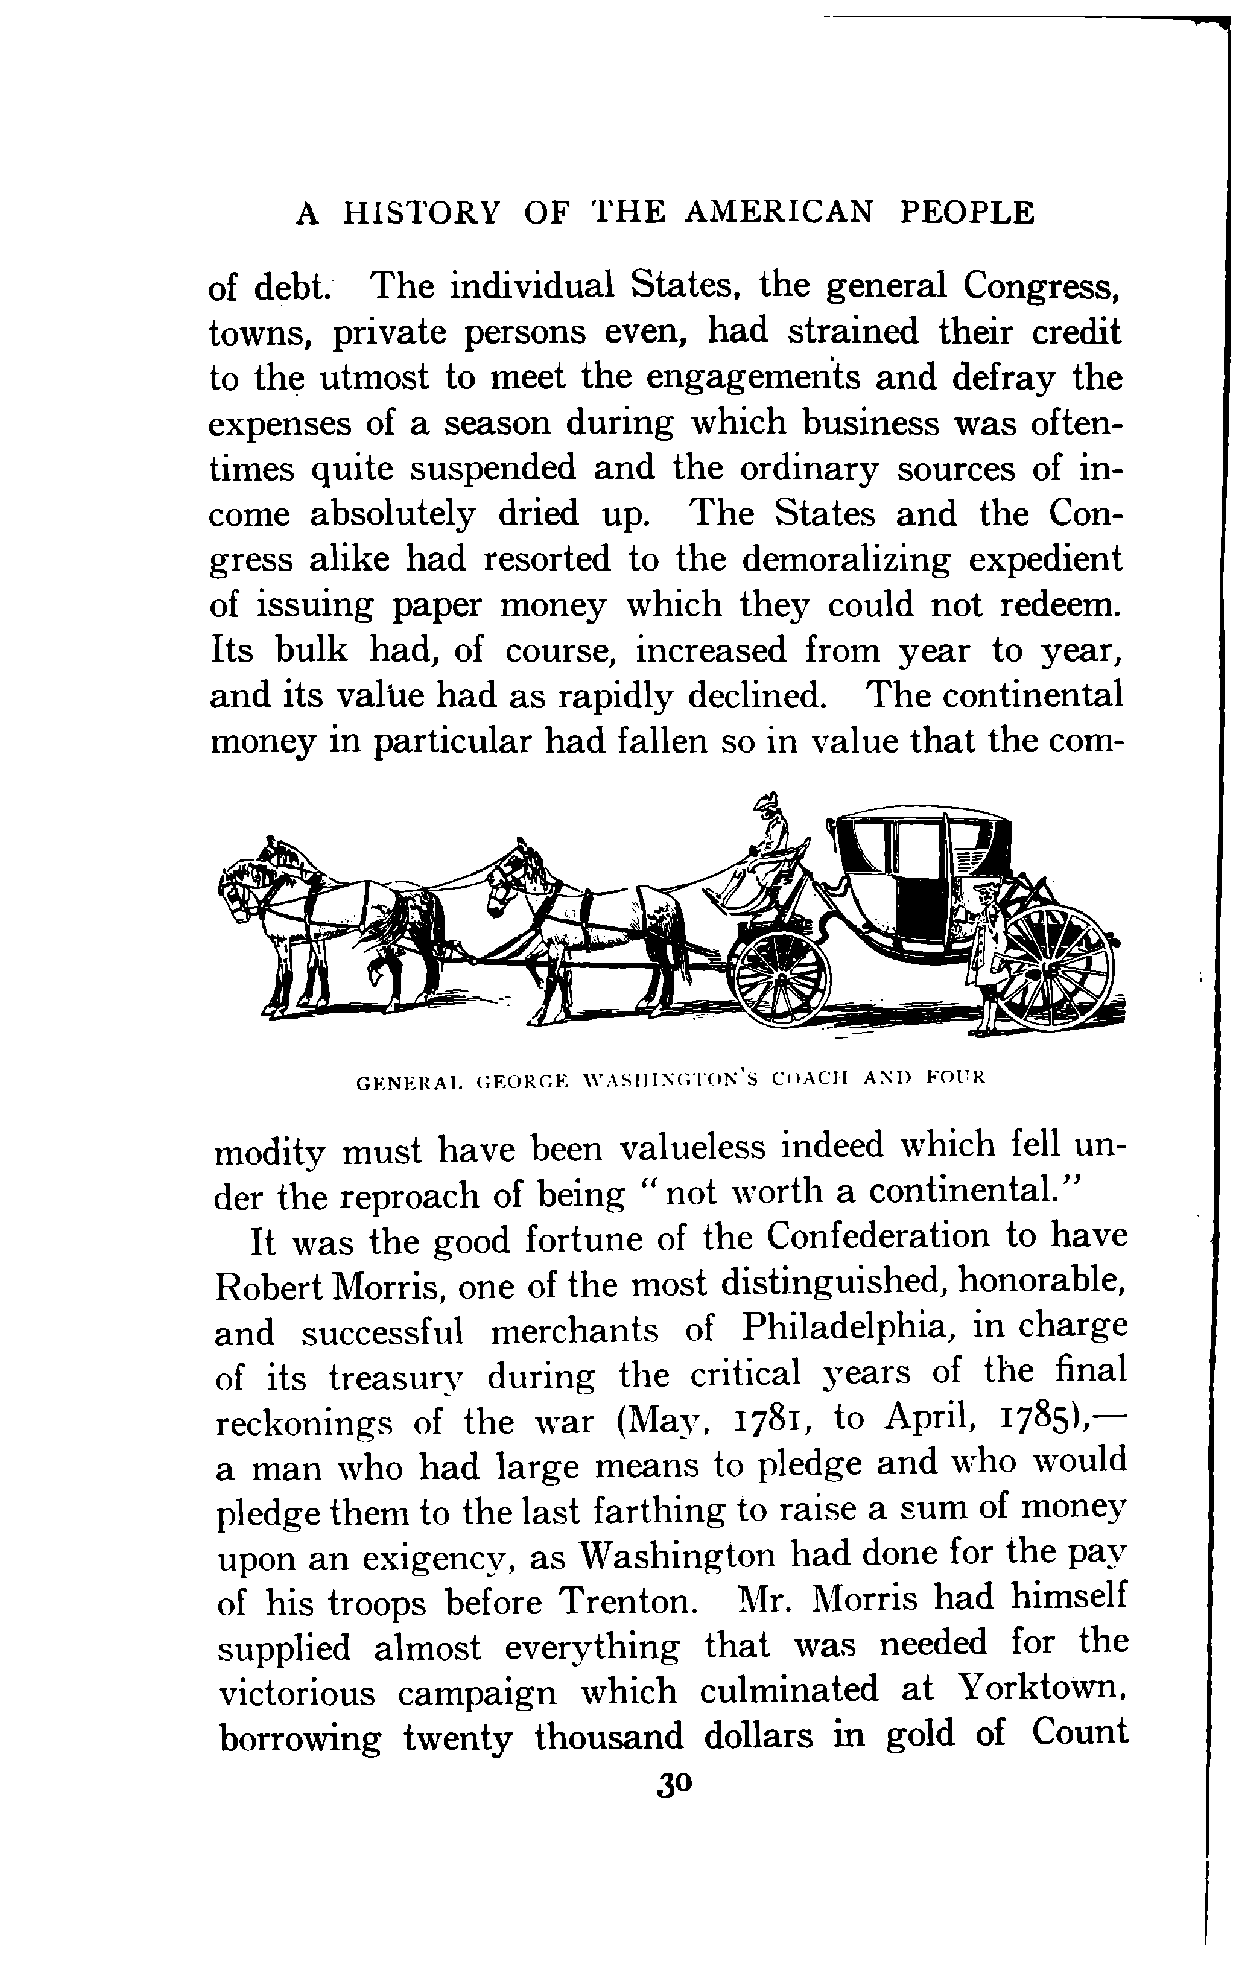 A HISTORY OF THE AMERICAN PEOPLE
of debt. The individual States, the general Congress,
towns, private persons even, had strained their credit
to the utmost to meet the engagements and defray the
expenses of a season during which business was often-
times quite suspended and the ordinary sources of in-
come absolutely dried up. The States and the Con-
gress alike had resorted to the demoralizing expedient
of issuing paper money which they could not redeem.
Its bulk had, of course, increased from year to year,
and its value had as rapidly declined. The continental
money in particular had fallen so in value that the com-
GENERAL GEORGE WASHINGTON'S COACH AND FOUR
modity must have been valueless indeed which fell un-
der the reproach of being "not worth a continental."
It was the good fortune of the Confederation to have
Robert Morris, one of the most distinguished, honorable,
and successful merchants of Philadelphia, in charge
of its treasury during the critical years of the final
reckonings of the war (May, 1781, to April, 1785),—
a man who had large means to pledge and who would
pledge them to the last farthing to raise a sum of money
upon an exigency, as Washington had done for the pay
of his troops before Trenton. Mr. Morris had himself
supplied almost everything that was needed for the
victorious campaign which culminated at Yorktown,
borrowing twenty thousand dollars in gold of Count
30